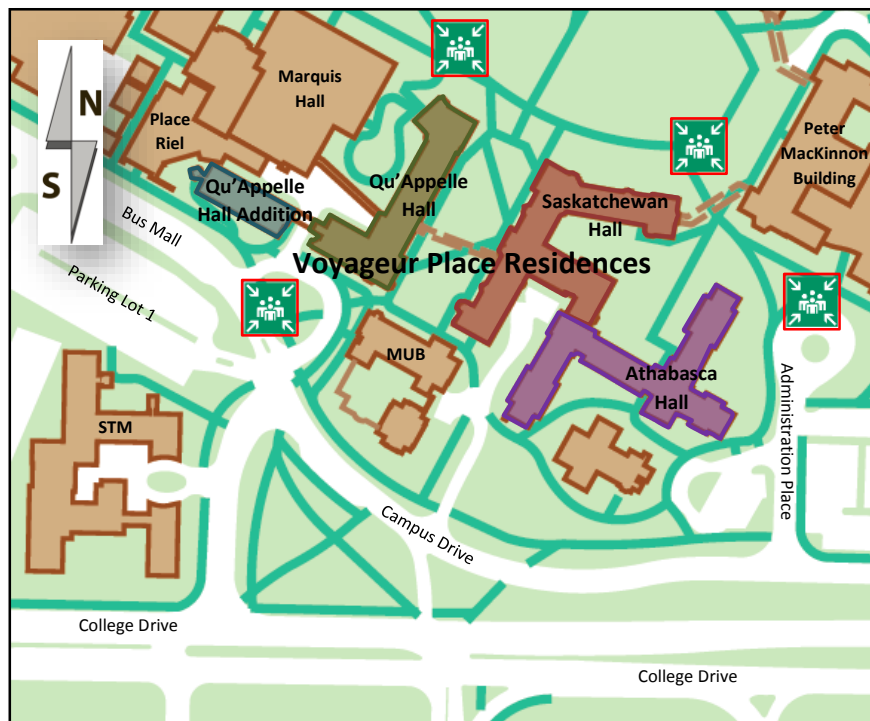 N
S
Marquis
Hall
Place
Riel
Peter
MacKinnon
Building
Qu'Appelle
Hall Addition
Qu'Appelle
Hall
Saskatchewan
Hall
Bus Mall
Voyageur Place Residences
Parking Lot 1
MUB
Athabasca
Hall
Administration Place
STM
Campus Drive
College Drive
College Drive